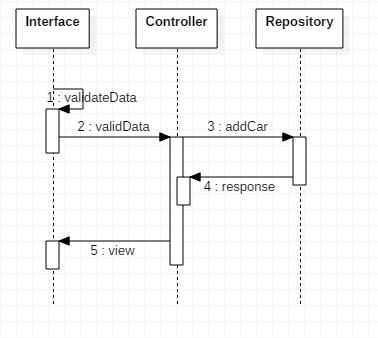 Interface
Controller
Repository
1 : validateData
2 : validData
3 : addCar
4 : response
5 : view